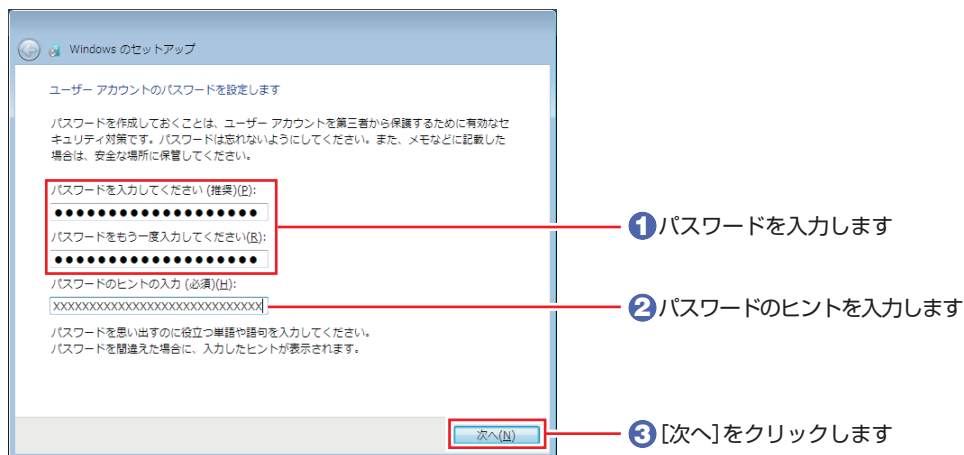 Windows のセットアップ
ユーザー アカウントのパスワードを設定します
パスワードを作成しておくことは、ユーザー アカウントを第三者から保護するために有効なセ
キュリティ対策です。パスワードは忘れないようにしてください。また、メモなどに記載した
場合は、安全な場所に保管してください。
パスワードを入力してください (推奨)(P):
●●●●●●●●●●●●●●●●●●●
パスワードをもう一度入力してください(R):
●●●●●●●●●●●●●●●●●●●
❶パスワードを入力します
パスワードのヒントの入力 (必須)(H):
XXXXXXXXXXXXXXXXXXXXXXXXXXXXX
❷パスワードのヒントを入力します
パスワードを思い出すのに役立つ単語や語句を入力してください。
パスワードを間違えた場合に、入力したヒントが表示されます。
次へ(N)
❸[次へ]をクリックします